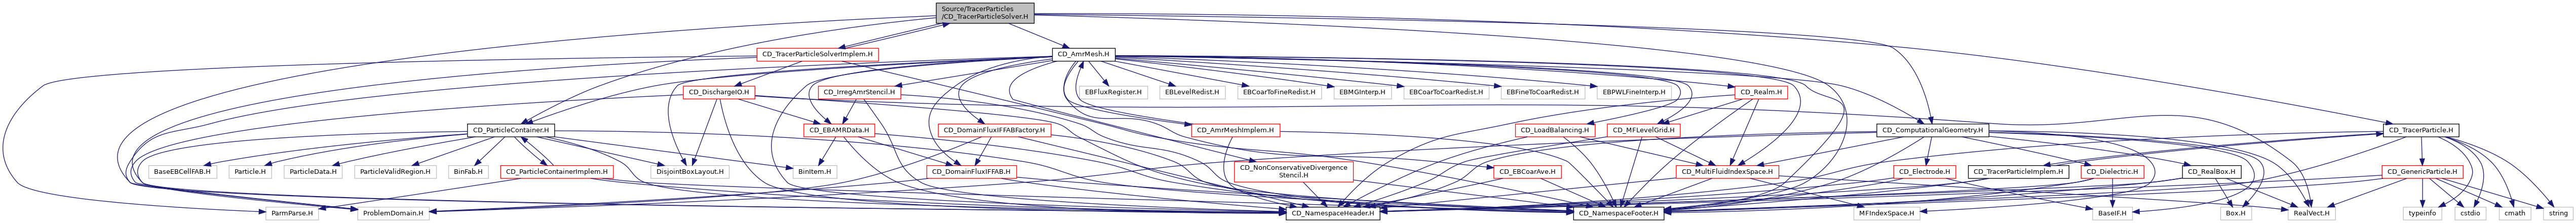 Source/TracerParticles
/CD_TracerParticleSolver.H
CD_TracerParticleSolverImplem.H
CD_AmrMesh.H
CD_DischargeIO.H
CD_IrregAmrStencil.H
EBFluxRegister.H
EBLevelRedist.H
EBCoarToFineRedist.H
EBMGInterp.H
EBCoarToCoarRedist.H
EBFineToCoarRedist.H
EBPWLFineInterp.H
CD_Realm.H
CD_ParticleContainer.H
CD_EBAMRData.H
CD_DomainFluxIFFABFactory.H
CD_AmrMeshImplem.H
CD_LoadBalancing.H
CD_MFLevelGrid.H
CD_ComputationalGeometry.H
CD_TracerParticle.H
BaseEBCellFAB.H
Particle.H
ParticleData.H
ParticleValidRegion.H
BinFab.H
CD_ParticleContainerImplem.H
DisjointBoxLayout.H
BinItem.H
CD_DomainFluxIFFAB.H
CD_NonConservativeDivergence
Stencil.H
CD_EBCoarAve.H
CD_MultiFluidIndexSpace.H
CD_Electrode.H
CD_TracerParticleImplem.H
CD_Dielectric.H
CD_RealBox.H
CD_GenericParticle.H
ParmParse.H
ProblemDomain.H
CD_NamespaceHeader.H
CD_NamespaceFooter.H
MFIndexSpace.H
BaseIF.H
Box.H
RealVect.H
typeinfo
cstdio
cmath